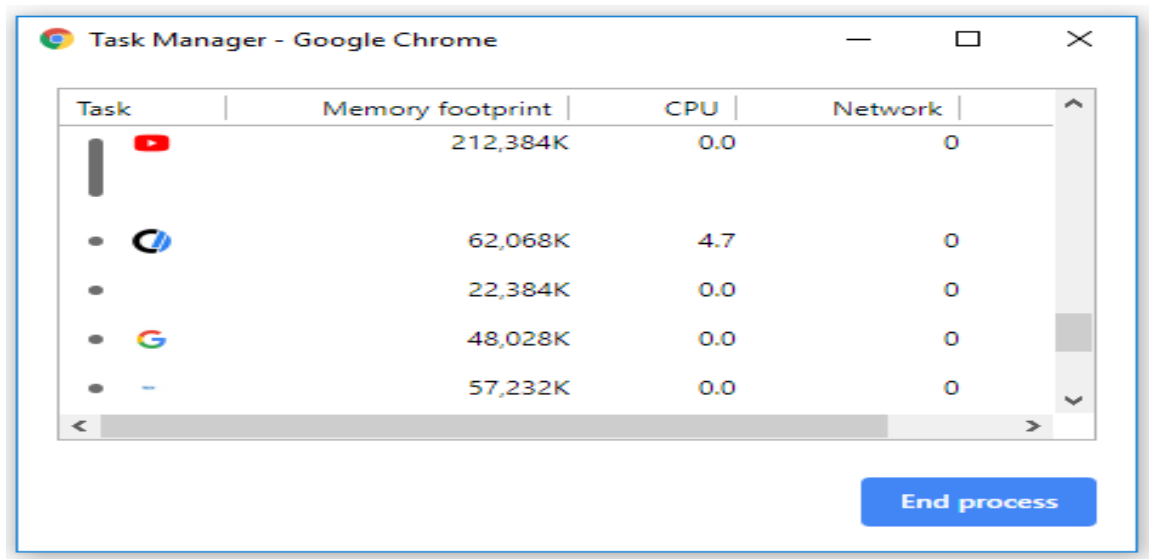 Task Manager - Google Chrome
Task Memory footprint CPU Network
212,384K 0.0 0
62,068K 4.7 0
22,384K 0.0 0
48,028K 0.0 0
57,232K 0.0 0
End process